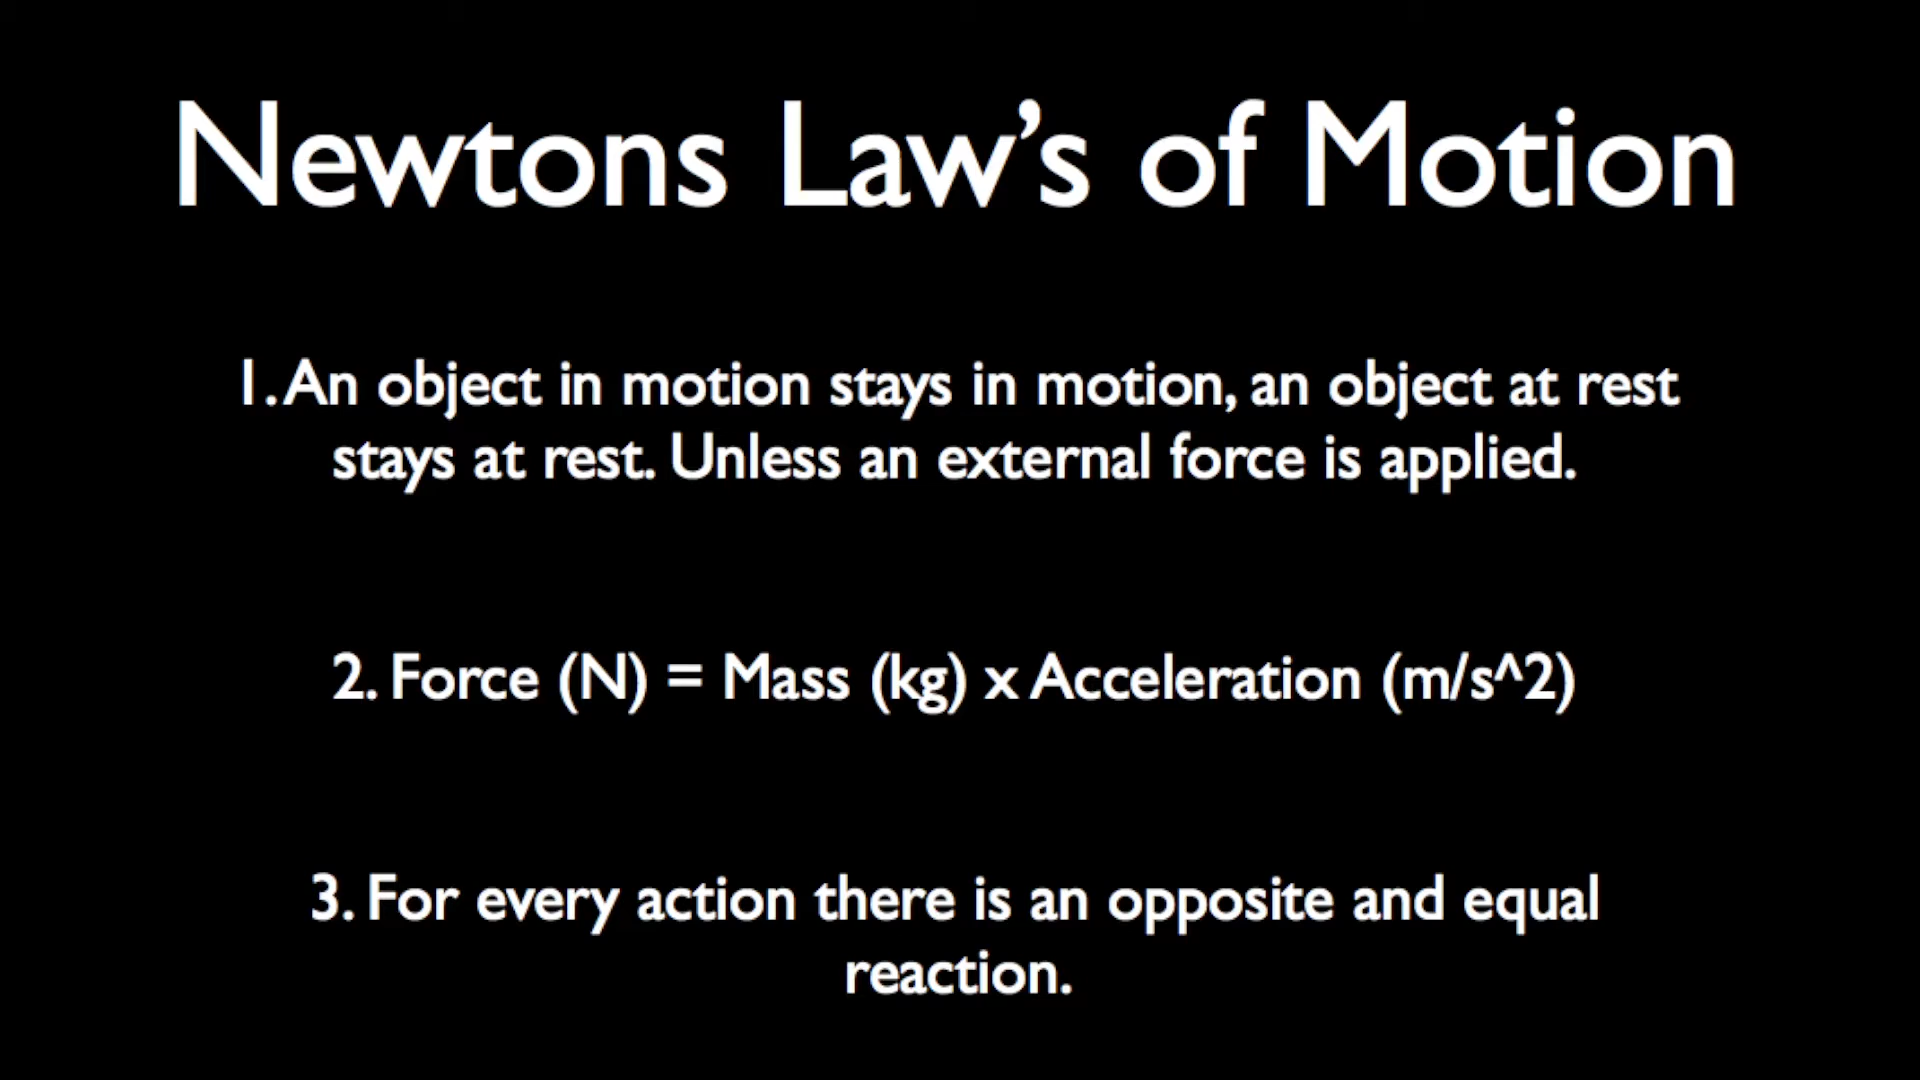 Newtons Law’s of Motion
1. An object in motion stays in motion, an object at rest
stays at rest. Unless an external force is applied.
2. Force (N) = Mass (kg) x Acceleration (m/s^2)
3. For every action there is an opposite and equal
reaction.